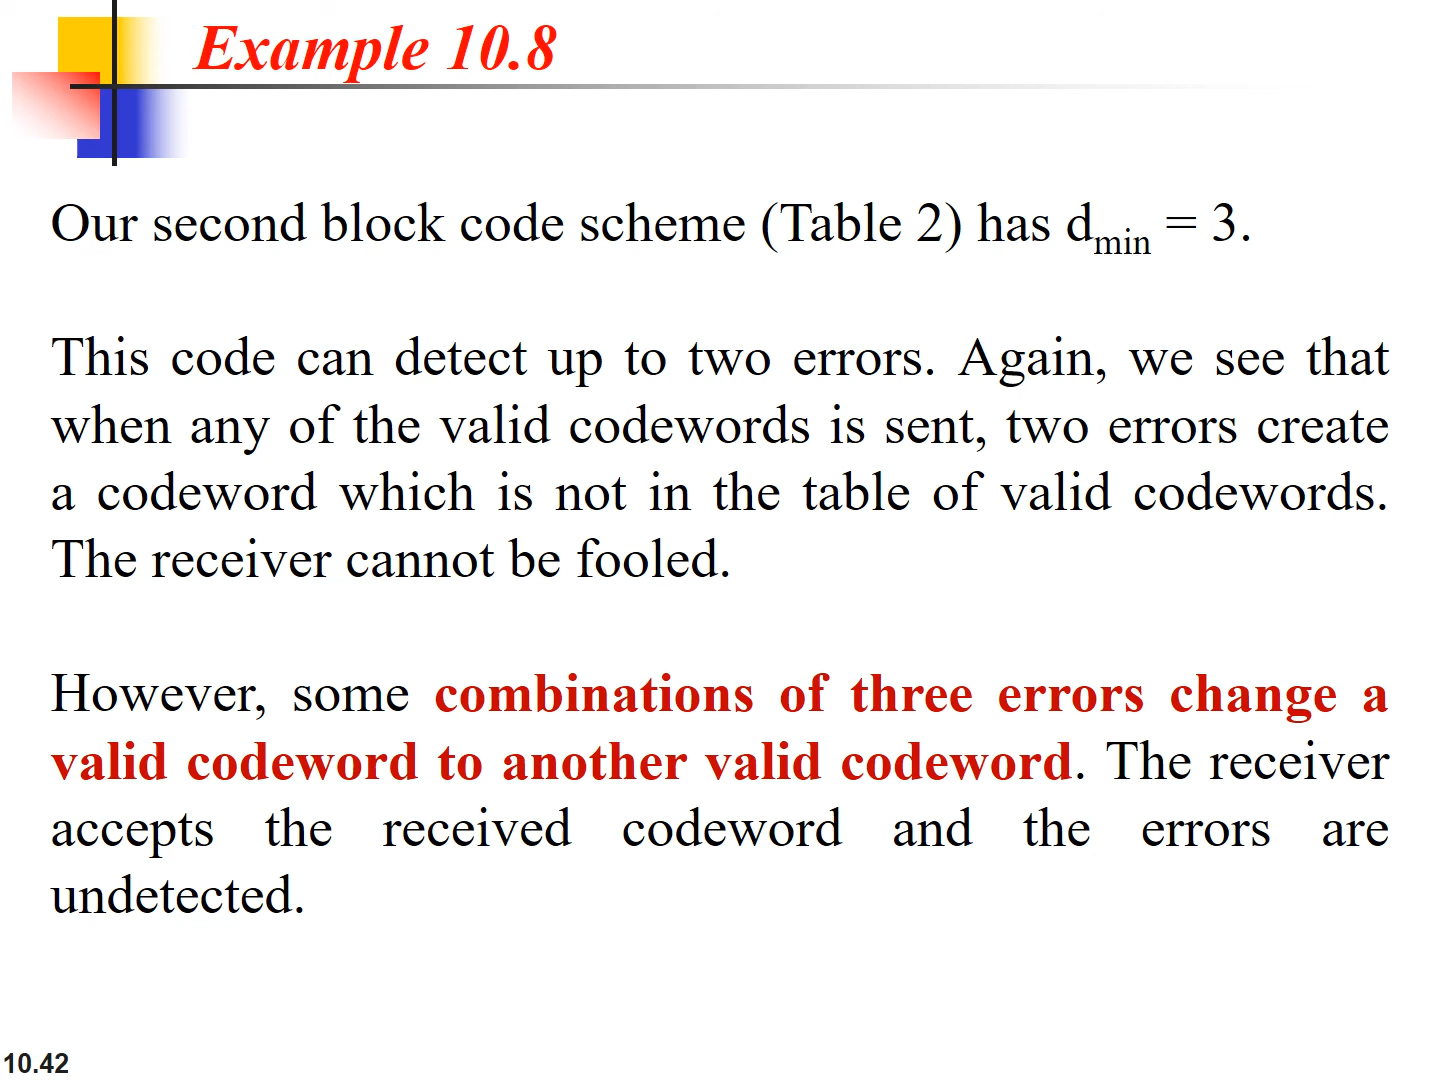 Example 10.8
Our second block code scheme (Table 2) has dmin = 3.
This code can detect up to two errors. Again, we see that
when any of the valid codewords is sent, two errors create
a codeword which is not in the table of valid codewords.
The receiver cannot be fooled.
However, some combinations of three errors change a
valid codeword to another valid codeword. The receiver
accepts the received codeword and the errors are
undetected.
10.42